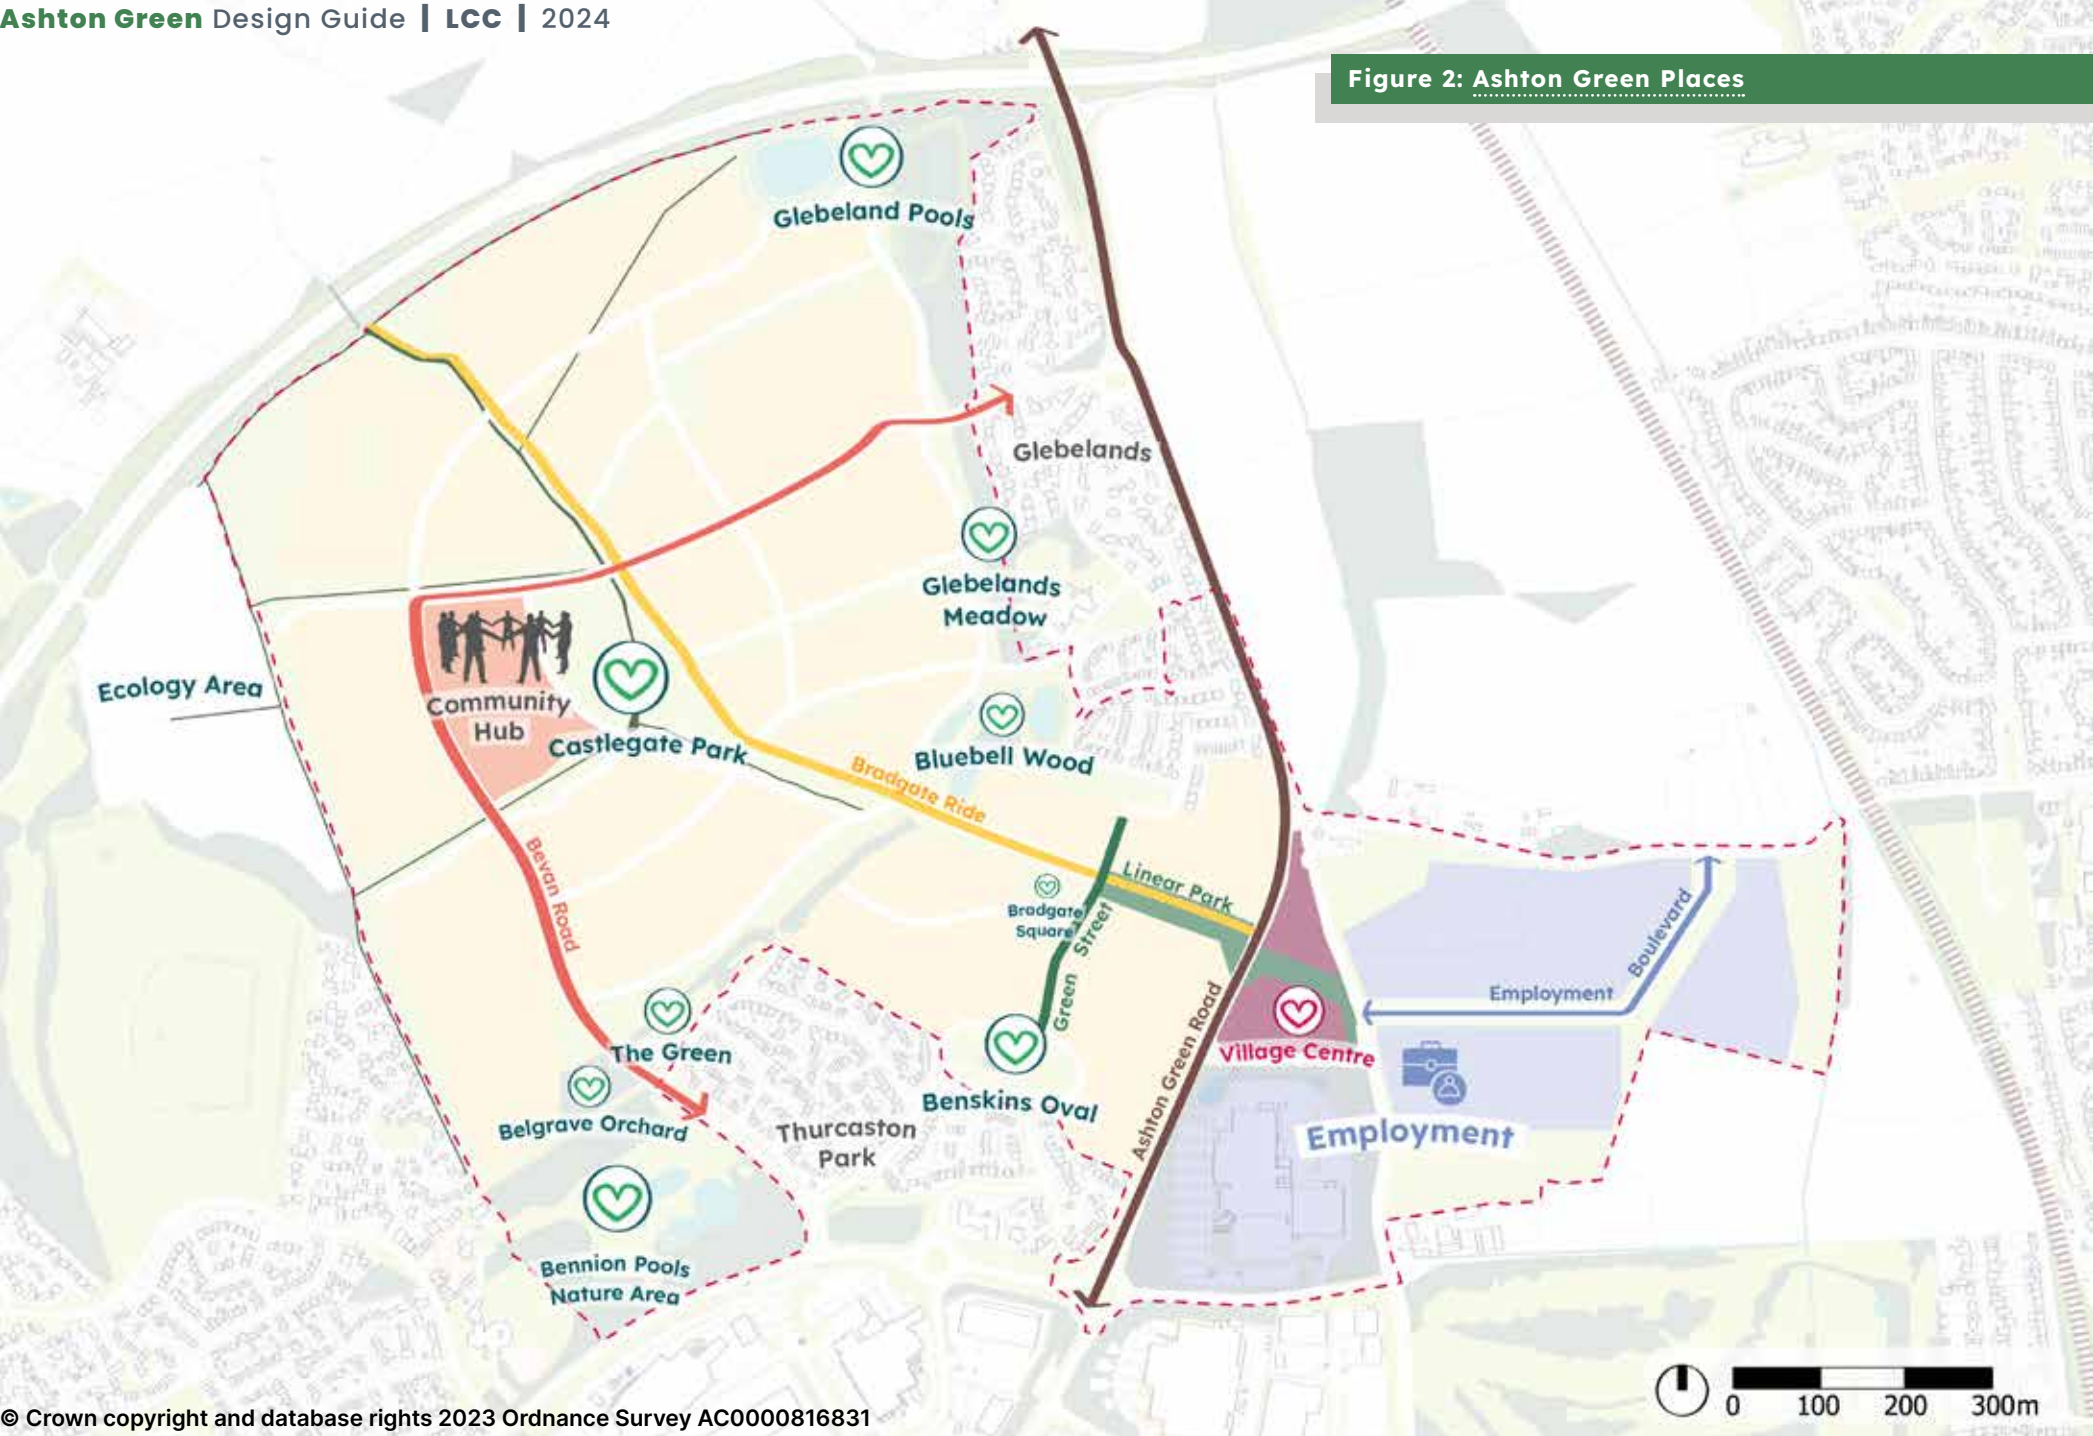 Ashton Green Design Guide | LCC | 2024
Figure 2: Ashton Green Places
Glebeland Pools
Glebelands
Glebelands
Meadow
Ecology Area
Community
Hub
Castlegate Park
Bluebell Wood
Bradgate Ride
Linear Park
Bevan Road
Bradgate
Square
Green Street
Boulevard
Employment
The Green
Village Centre
Belgrave Orchard
Benskins Oval
Thurcaston
Park
Ashton Green Road
Employment
Bennion Pools
Nature Area
0 100 200 300m
© Crown copyright and database rights 2023 Ordnance Survey AC0000816831